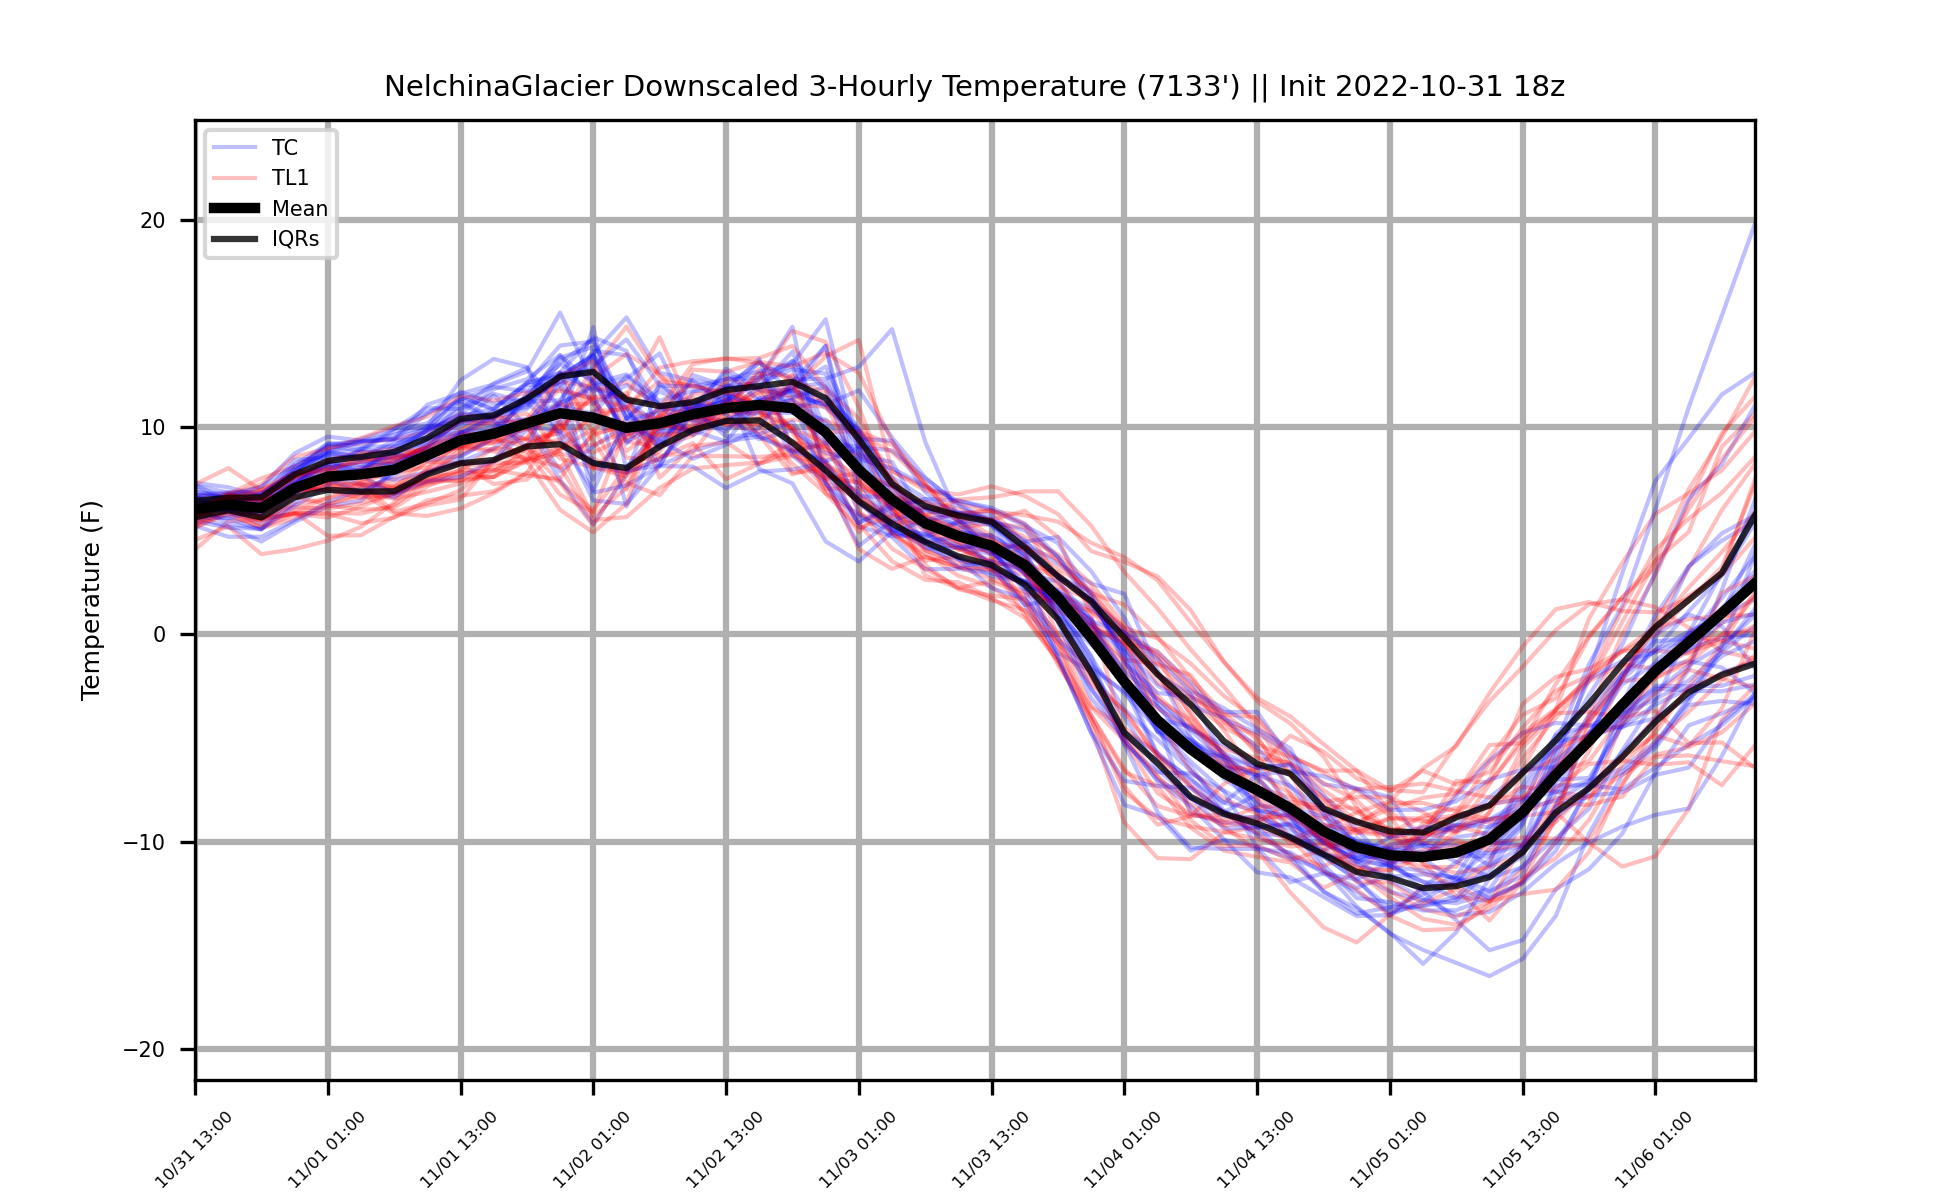 NelchinaGlacier Downscaled 3-Hourly Temperature (7133') || Init 2022-10-31 18z
TC
TL1
Mean
IQRs
Temperature (F)
20
10
0
−10
−20
10/31 13:00
11/01 01:00
11/01 13:00
11/02 01:00
11/02 13:00
11/03 01:00
11/03 13:00
11/04 01:00
11/04 13:00
11/05 01:00
11/05 13:00
11/06 01:00